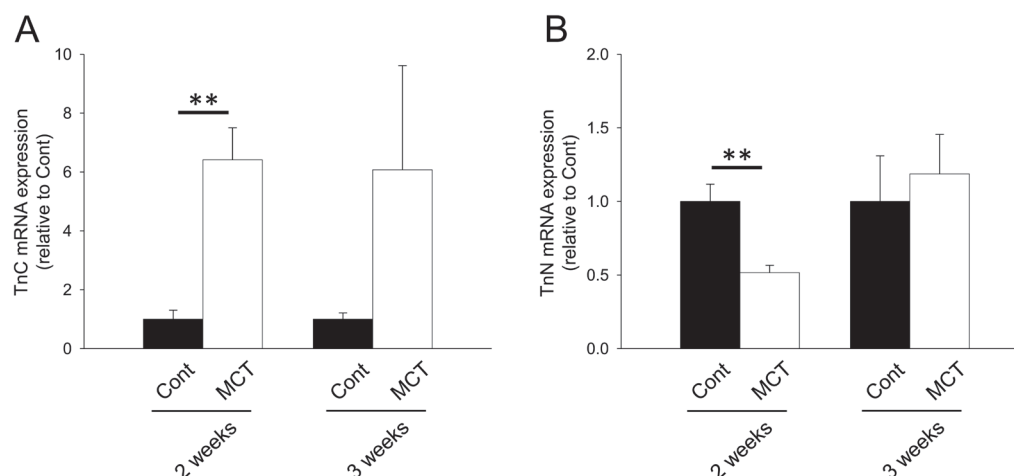 A
TnC mRNA expression
(relative to Cont)
10
8
6
4
2
0
**
Cont
MCT
Cont
MCT
2 weeks
3 weeks
B
TnN mRNA expression
(relative to Cont)
2.0
1.5
1.0
0.5
0.0
**
Cont
MCT
Cont
MCT
2 weeks
3 weeks